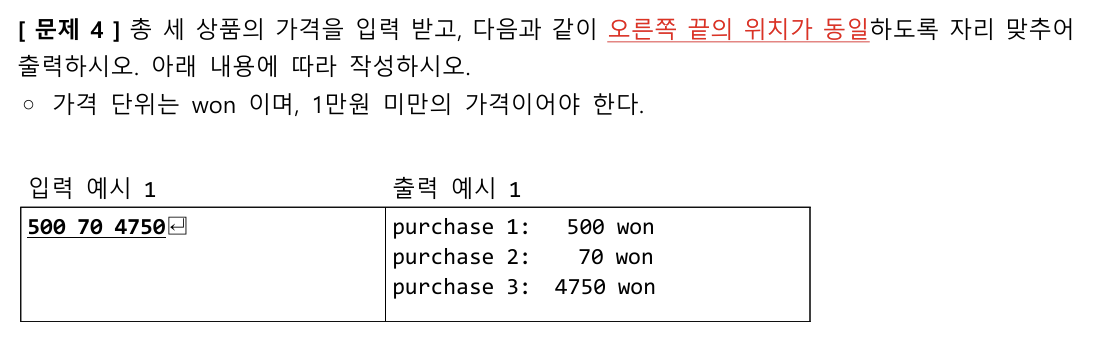 [ 문제 4 ] 총 세 상품의 가격을 입력 받고, 다음과 같이 오른쪽 끝의 위치가 동일하도록 자리 맞추어
출력하시오. 아래 내용에 따라 작성하시오.
○ 가격 단위는 won 이며, 1만원 미만의 가격이어야 한다.
입력 예시 1
출력 예시 1
500 70 4750↵
purchase 1:   500 won
purchase 2:    70 won
purchase 3:  4750 won